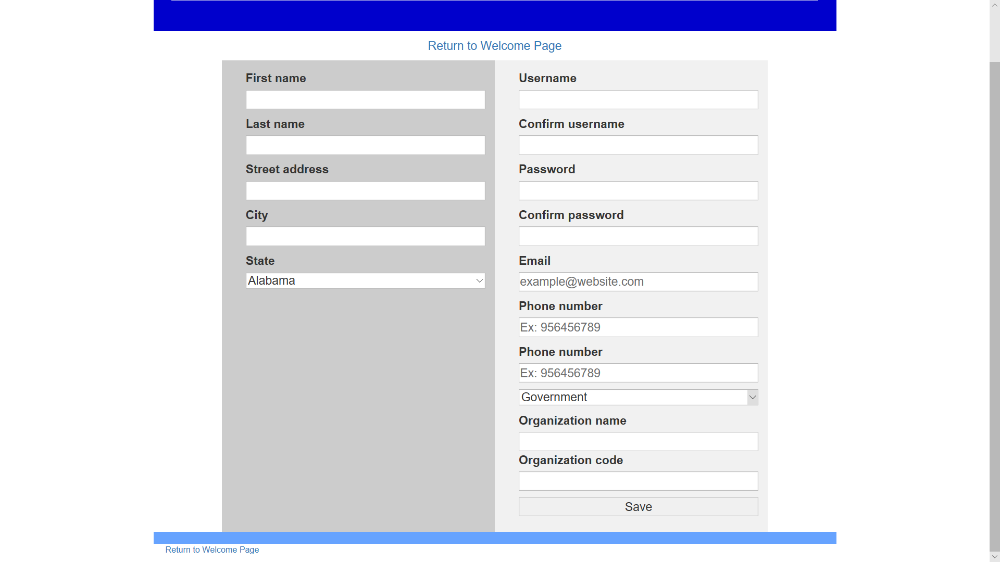 Return to Welcome Page
First name
Last name
Street address
City
State
Alabama
Username
Confirm username
Password
Confirm password
Email
example@website.com
Phone number
Ex: 956456789
Phone number
Ex: 956456789
Government
Organization name
Organization code
Save
Return to Welcome Page